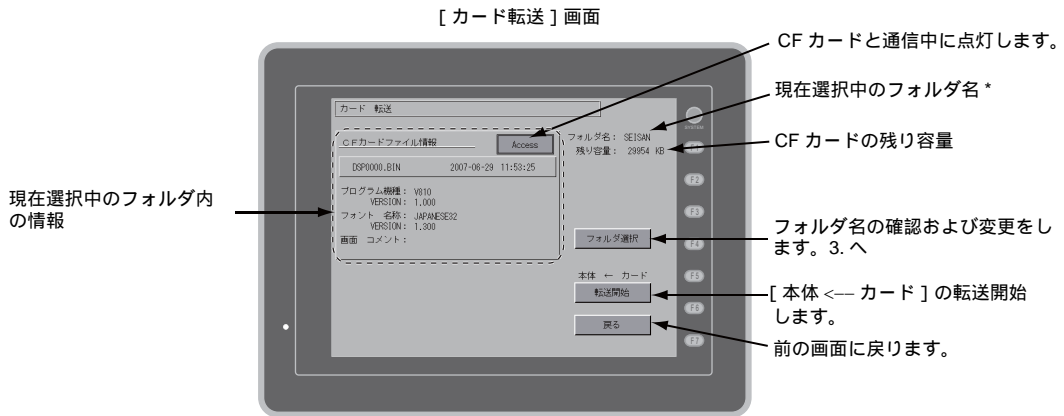 [ カード転送 ] 画面
CF カードと通信中に点灯します。
現在選択中のフォルダ名 *
CF カードの残り容量
現在選択中のフォルダ内
の情報
フォルダ名の確認および変更をし
ます。3. へ
[ 本体 <−− カード ] の転送開始
します。
前の画面に戻ります。
カード 転送
CFカードファイル情報
Access
DSP0000.BIN 2007-06-29 11:53:25
プログラム機種： V810
VERSION： 1.000
フォント 名称： JAPANESE32
VERSION： 1.300
画面 コメント：
フォルダ名： SEISAN
残り容量： 29954 KB
フォルダ選択
本体 ← カード
転送開始
戻る
SYSTEM
F1
F2
F3
F4
F5
F6
F7